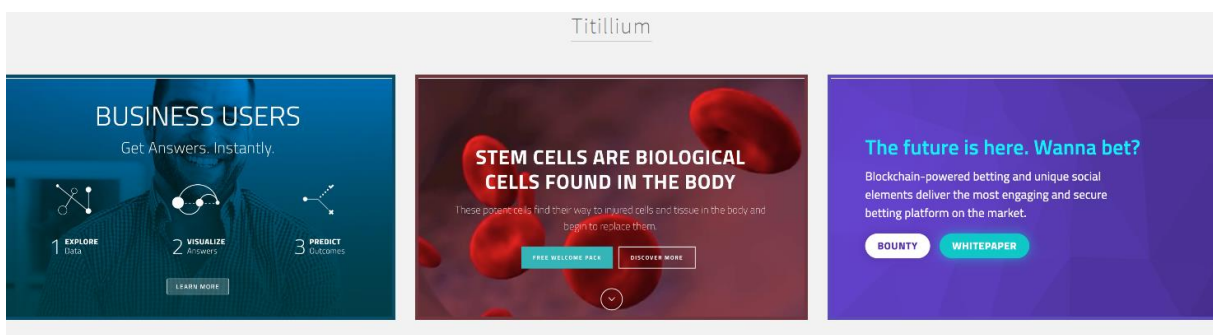 Titillium
BUSINESS USERS
Get Answers. Instantly.
1 EXPLORE
Data
2 VISUALIZE
Answers
3 PREDICT
Outcomes
LEARN MORE
STEM CELLS ARE BIOLOGICAL
CELLS FOUND IN THE BODY
These potent cells find their way to injured cells and tissue in the body and
begin to replace them.
FREE WELCOME PACK
DISCOVER MORE
The future is here. Wanna bet?
Blockchain-powered betting and unique social
elements deliver the most engaging and secure
betting platform on the market.
BOUNTY
WHITEPAPER